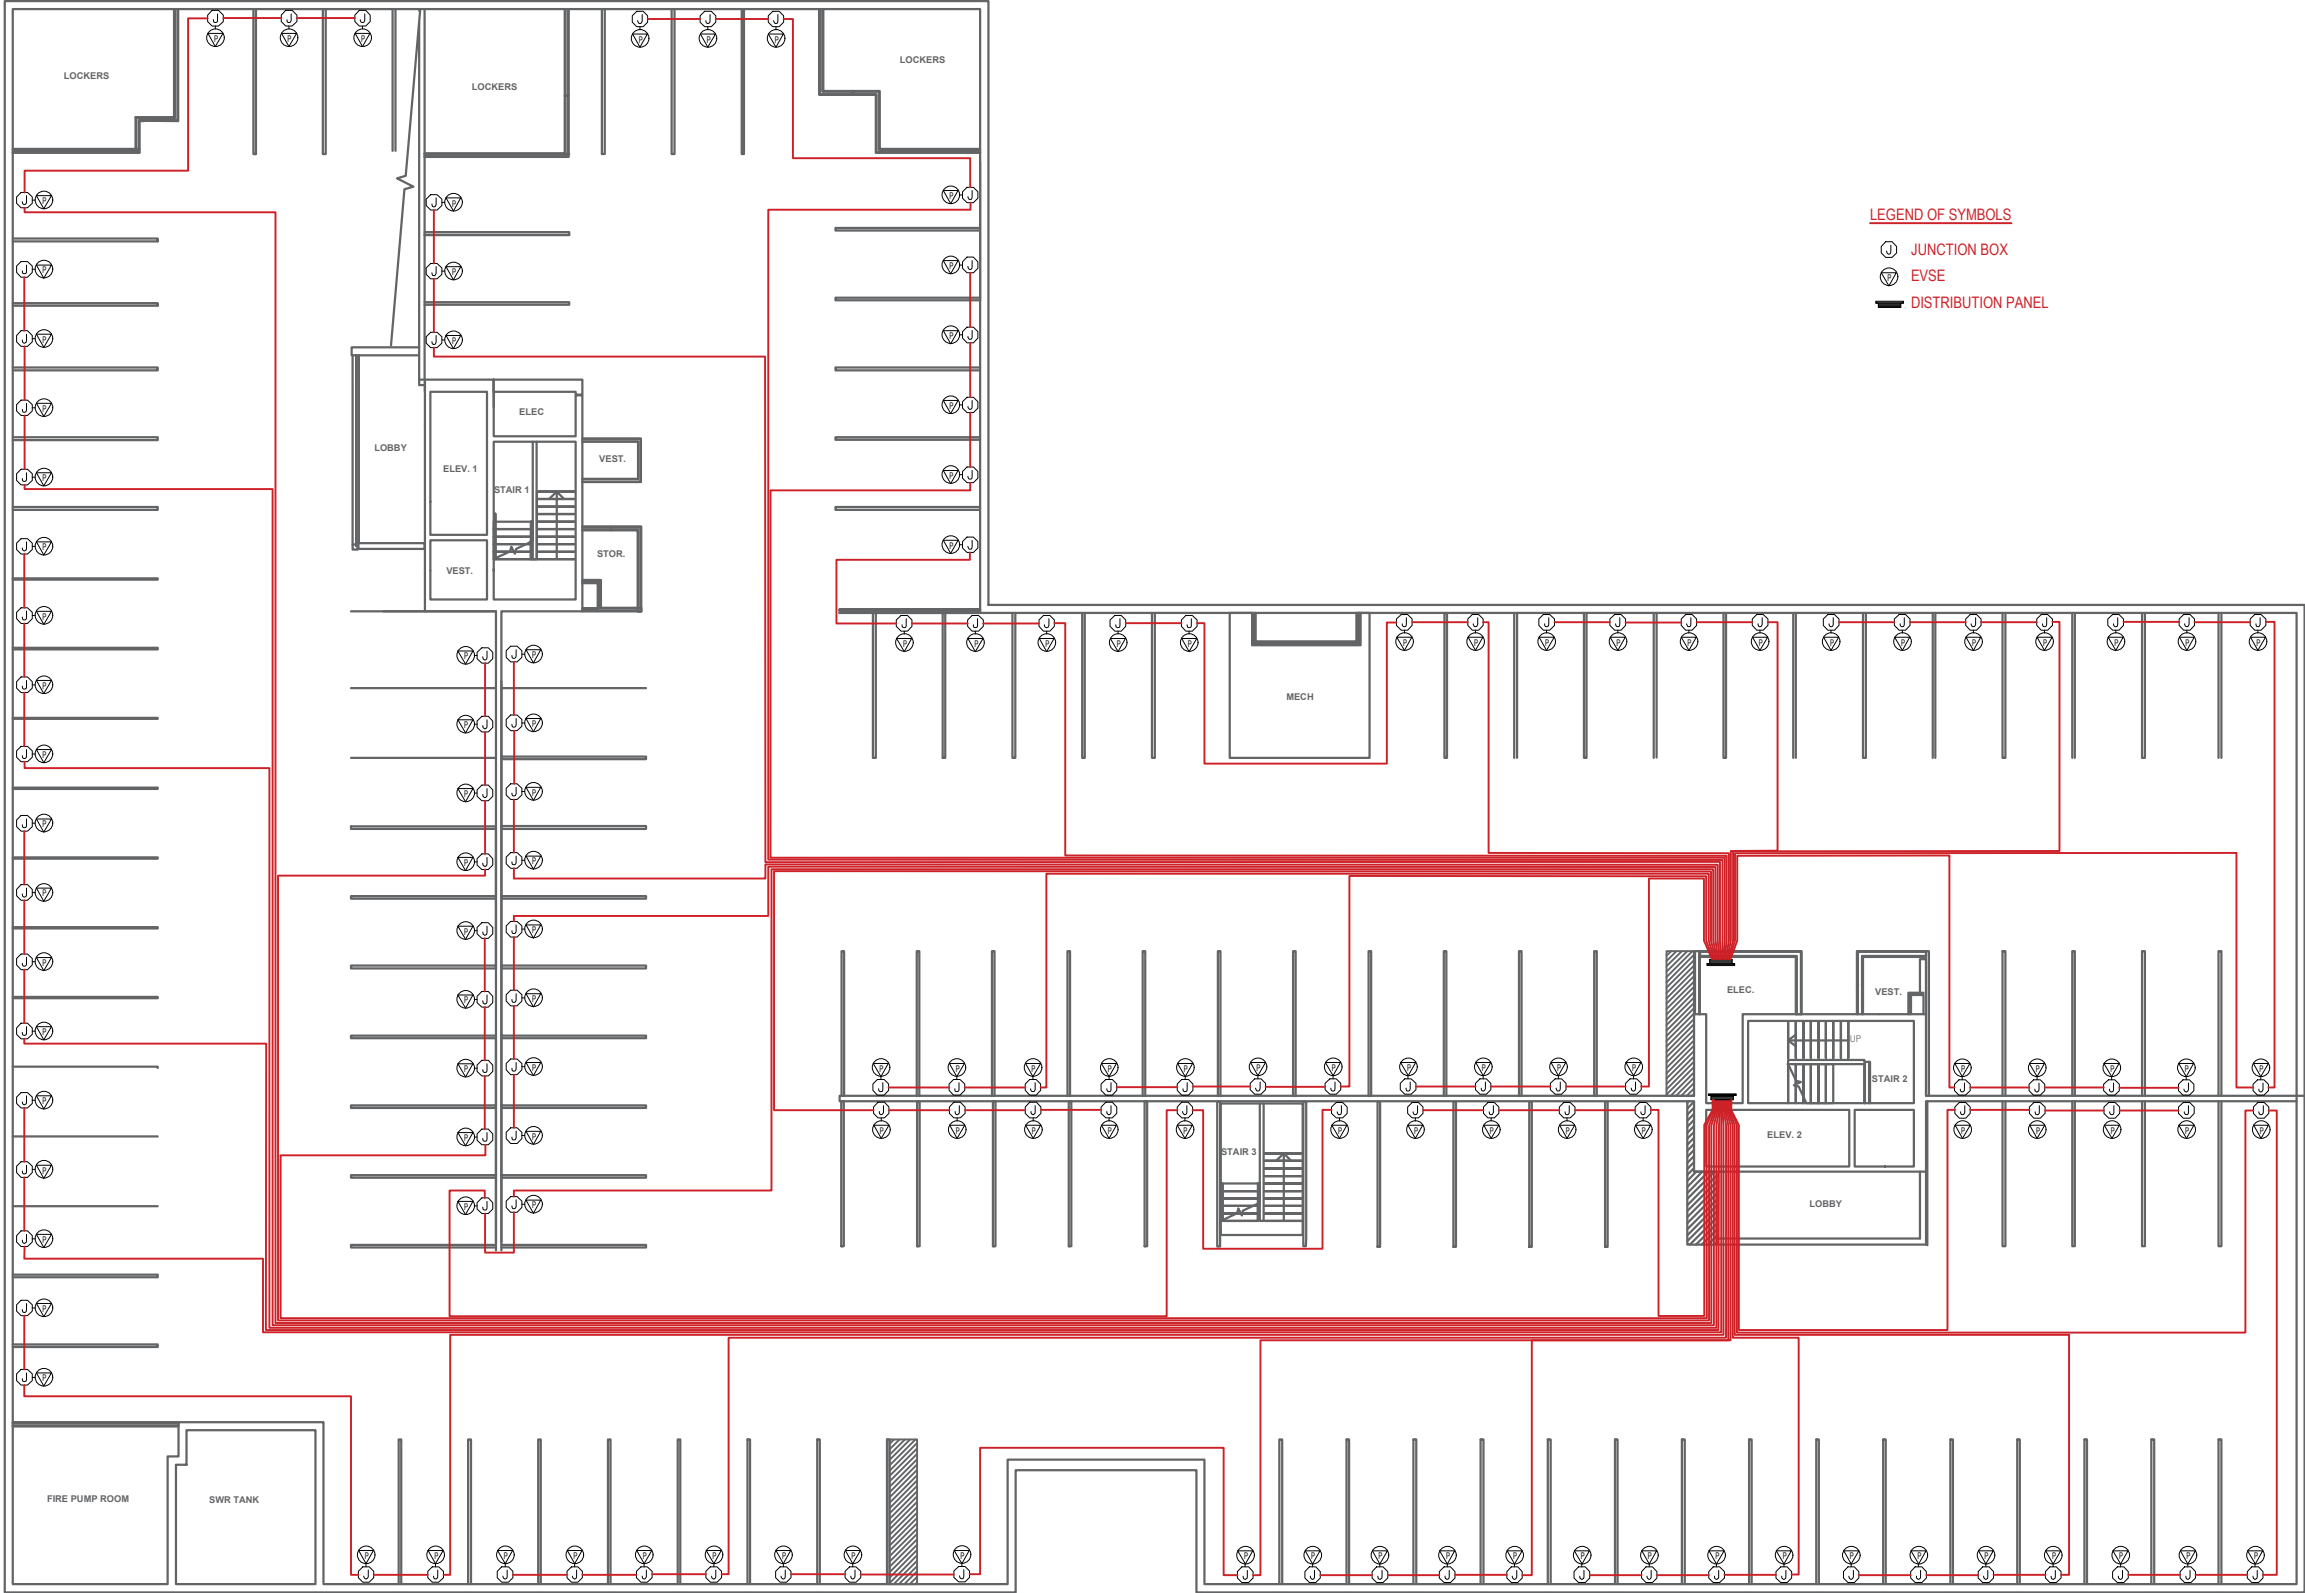 LOCKERS
LOCKERS
LOCKERS
LEGEND OF SYMBOLS
J JUNCTION BOX
P EVSE
DISTRIBUTION PANEL
ELEC
LOBBY
ELEV. 1
VEST.
STAIR 1
STOR.
VEST.
MECH
ELEC.
VEST.
UP
STAIR 2
ELEV. 2
STAIR 3
LOBBY
FIRE PUMP ROOM
SWR TANK